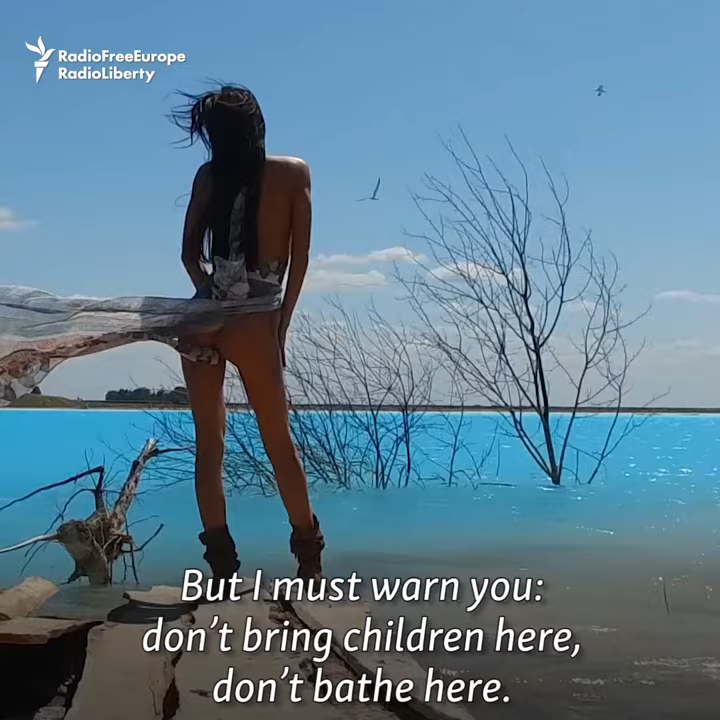 RadioFreeEurope
RadioLiberty
But I must warn you:
don't bring children here,
don't bathe here.